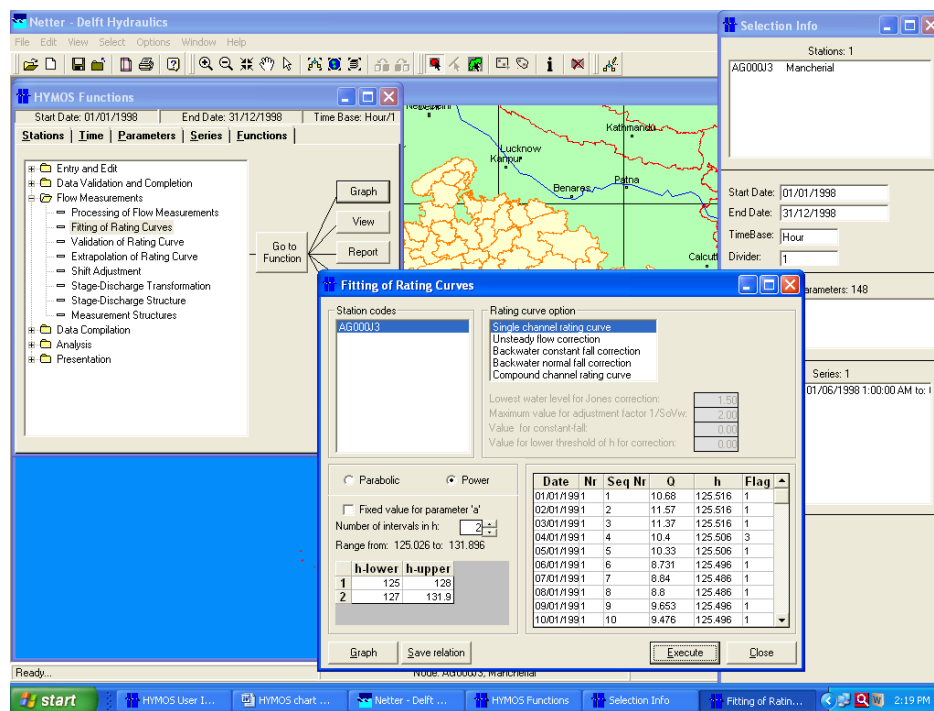 Netter - Delft Hydraulics
File Edit View Select Options Window Help
HYMOS Functions
Start Date: 01/01/1998 End Date: 31/12/1998 Time Base: Hour/1
Stations Time Parameters Series Functions
Entry and Edit
Data Validation and Completion
Flow Measurements
Processing of Flow Measurements
Fitting of Rating Curves
Validation of Rating Curve
Extrapolation of Rating Curve
Shift Adjustment
Stage-Discharge Transformation
Stage-Discharge Structure
Measurement Structures
Data Compilation
Analysis
Presentation
Go to Function
Graph
View
Report
Kathmandu
Lucknow
Kanpur
Benares
Patna
Calcutt
Selection Info
Stations: 1
AG000J3 Mancherial
Start Date: 01/01/1998
End Date: 31/12/1998
TimeBase: Hour
Divider: 1
arameters: 148
Series: 1
01/06/1998 1:00:00 AM to:
Fitting of Rating Curves
Station codes
AG000J3
Rating curve option
Single channel rating curve
Unsteady flow correction
Backwater constant fall correction
Backwater normal fall correction
Compound channel rating curve
Lowest water level for Jones correction: 1.50
Maximum value for adjustment factor 1/SoVw: 2.00
Value for constant-fall: 0.00
Value for lower threshold of h for correction: 0.00
Parabolic Power
Fixed value for parameter 'a'
Number of intervals in h: 2
Range from: 125.026 to: 131.896
h-lower h-upper
1 125 128
2 127 131.9
Date Nr Seq Nr Q h Flag
01/01/1991 1 10.68 125.516 1
02/01/1991 2 11.57 125.516 1
03/01/1991 3 11.37 125.516 1
04/01/1991 4 10.4 125.506 3
05/01/1991 5 10.33 125.506 1
06/01/1991 6 8.731 125.496 1
07/01/1991 7 8.84 125.486 1
08/01/1991 8 8.8 125.486 1
09/01/1991 9 9.653 125.496 1
10/01/1991 10 9.476 125.496 1
Graph Save relation Execute Close
Ready...
Node: AG000J3, Mancherial
start HYMOS User I... HYMOS chart ... Netter - Delft ... HYMOS Functions Selection Info Fitting of Ratin... 2:19 PM